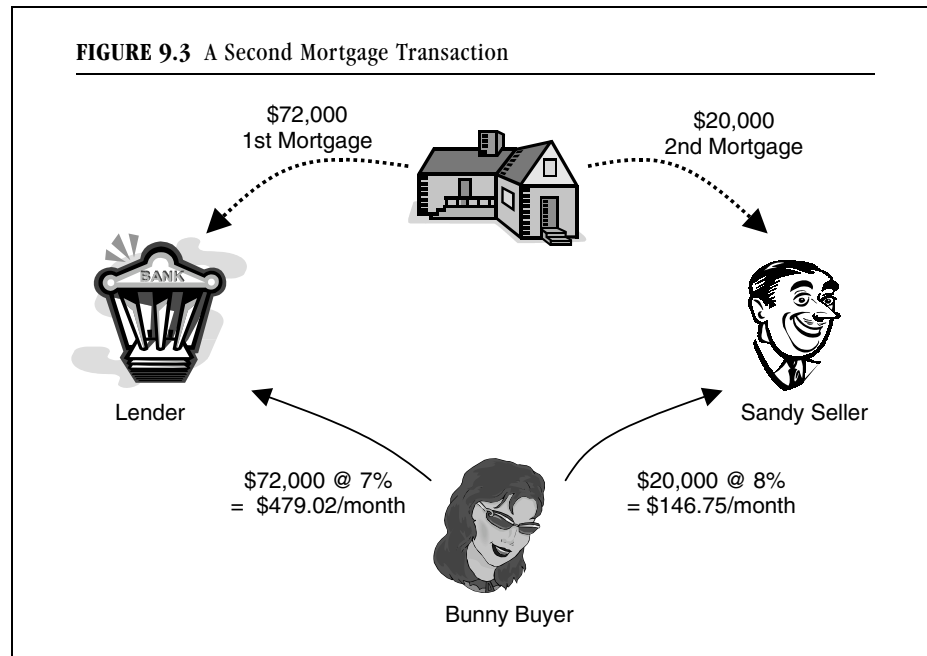 FIGURE 9.3 A Second Mortgage Transaction
$72,000
1st Mortgage
$20,000
2nd Mortgage
BANK
Lender
Sandy Seller
$72,000 @ 7%
= $479.02/month
$20,000 @ 8%
= $146.75/month
Bunny Buyer